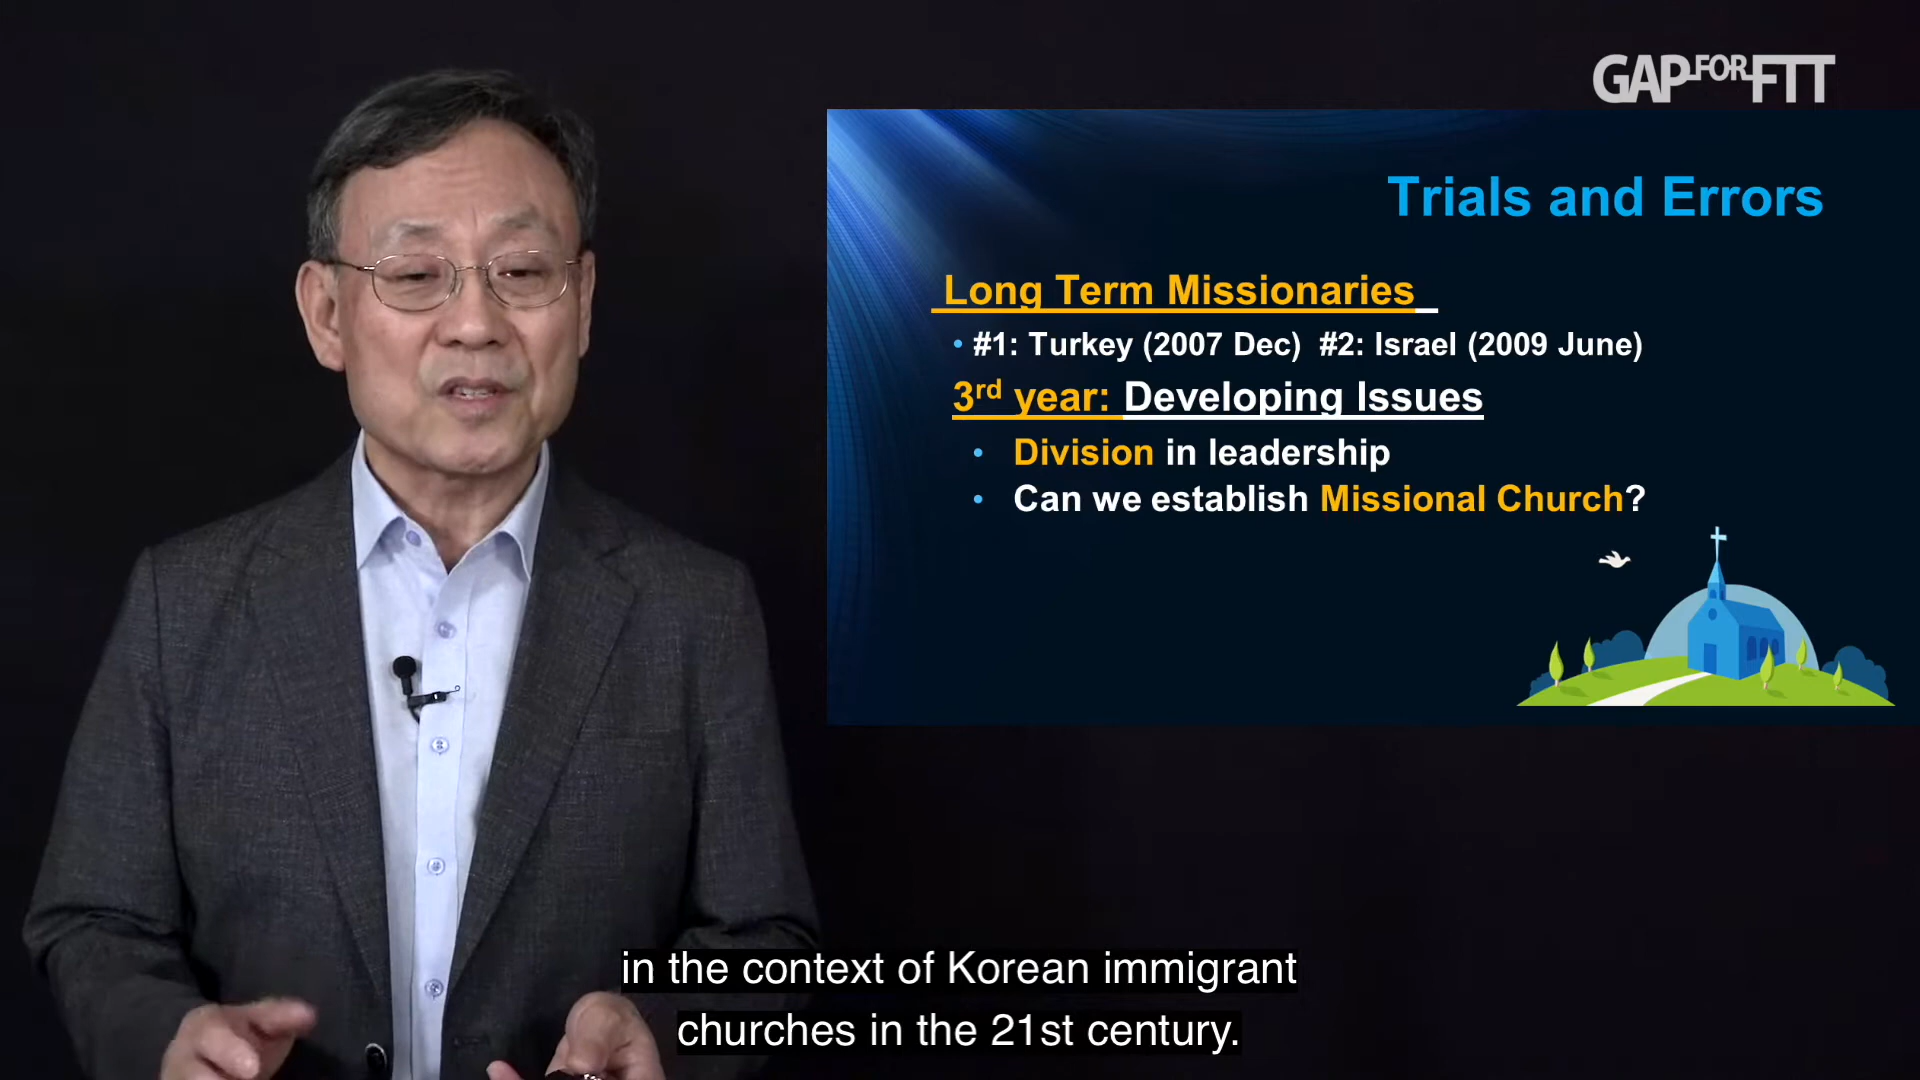 GAP FOR FTT
Trials and Errors
Long Term Missionaries
• #1: Turkey (2007 Dec) #2: Israel (2009 June)
3rd year: Developing Issues
• Division in leadership
• Can we establish Missional Church?
in the context of Korean immigrant
churches in the 21st century.